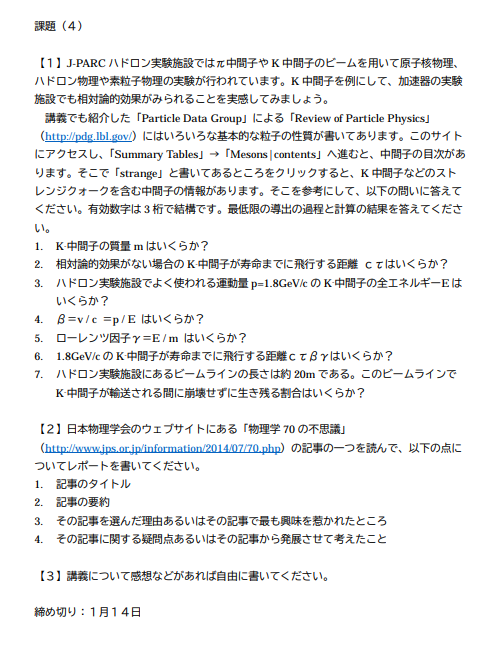 課題（４）
【１】J-PARC ハドロン実験施設ではπ中間子や K 中間子のビームを用いて原子核物理、
ハドロン物理や素粒子物理の実験が行われています。K 中間子を例にして、加速器の実験
施設でも相対論的効果がみられることを実感してみましょう。
講義でも紹介した「Particle Data Group」による「Review of Particle Physics」
（http://pdg.lbl.gov/）にはいろいろな基本的な粒子の性質が書いてあります。このサイト
にアクセスし、「Summary Tables」→「Mesons|contents」へ進むと、中間子の目次があ
ります。そこで「strange」と書いてあるところをクリックすると、K 中間子などのスト
レンジクォークを含む中間子の情報があります。そこを参考にして、以下の問いに答えて
ください。有効数字は 3 桁で結構です。最低限の導出の過程と計算の結果を答えてくださ
い。
1. K-中間子の質量 m はいくらか？
2. 相対論的効果がない場合の K-中間子が寿命までに飛行する距離 ｃτはいくらか？
3. ハドロン実験施設でよく使われる運動量 p=1.8GeV/c の K-中間子の全エネルギーE は
いくらか？
4. β＝v / c ＝p / E はいくらか？
5. ローレンツ因子γ＝E / m はいくらか？
6. 1.8GeV/c の K-中間子が寿命までに飛行する距離ｃτβγはいくらか？
7. ハドロン実験施設にあるビームラインの長さは約 20m である。このビームラインで
K-中間子が輸送される間に崩壊せずに生き残る割合はいくらか？
【２】日本物理学会のウェブサイトにある「物理学 70 の不思議」
（http://www.jps.or.jp/information/2014/07/70.php）の記事の一つを読んで、以下の点に
ついてレポートを書いてください。
1. 記事のタイトル
2. 記事の要約
3. その記事を選んだ理由あるいはその記事で最も興味を惹かれたところ
4. その記事に関する疑問点あるいはその記事から発展させて考えたこと
【３】講義について感想などがあれば自由に書いてください。
締め切り：１月１４日